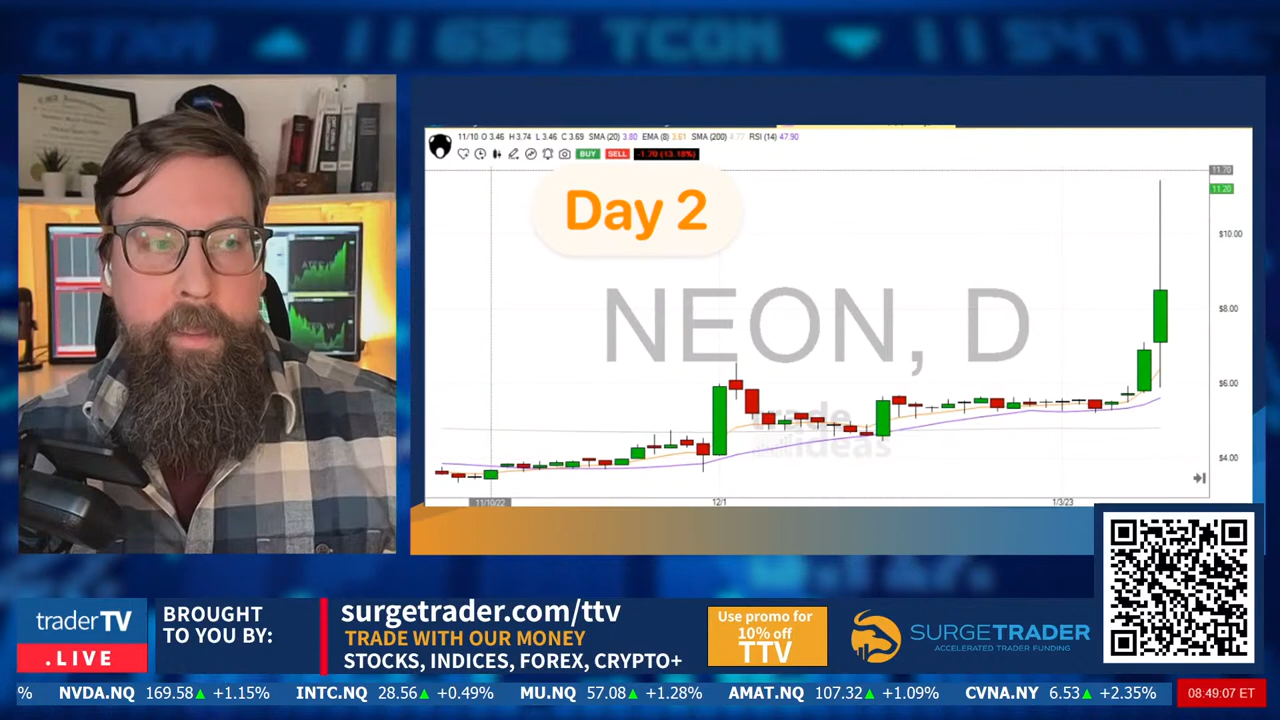 CTXR ▲ 656 TCOM ▼ 547
11/10 O 3.46 H 3.74 L 3.46 C 3.69 SMA (20) 3.80 EMA (8) 3.61 SMA (200) 4.77 RSI (14) 47.90
BUY SELL -1.70 (13.18%)
Day 2
NEON, D
trade
ideas
11.70
11.20
$10.00
$8.00
$6.00
$4.00
11/10/22 12/1 1/3/23
traderTV
.LIVE
BROUGHT
TO YOU BY:
surgetrader.com/ttv
TRADE WITH OUR MONEY
STOCKS, INDICES, FOREX, CRYPTO+
Use promo for
10% off
TTV
SURGETRADER
ACCELERATED TRADER FUNDING
% NVDA.NQ 169.58▲ +1.15% INTC.NQ 28.56▲ +0.49% MU.NQ 57.08▲ +1.28% AMAT.NQ 107.32▲ +1.09% CVNA.NY 6.53▲ +2.35%
08:49:07 ET